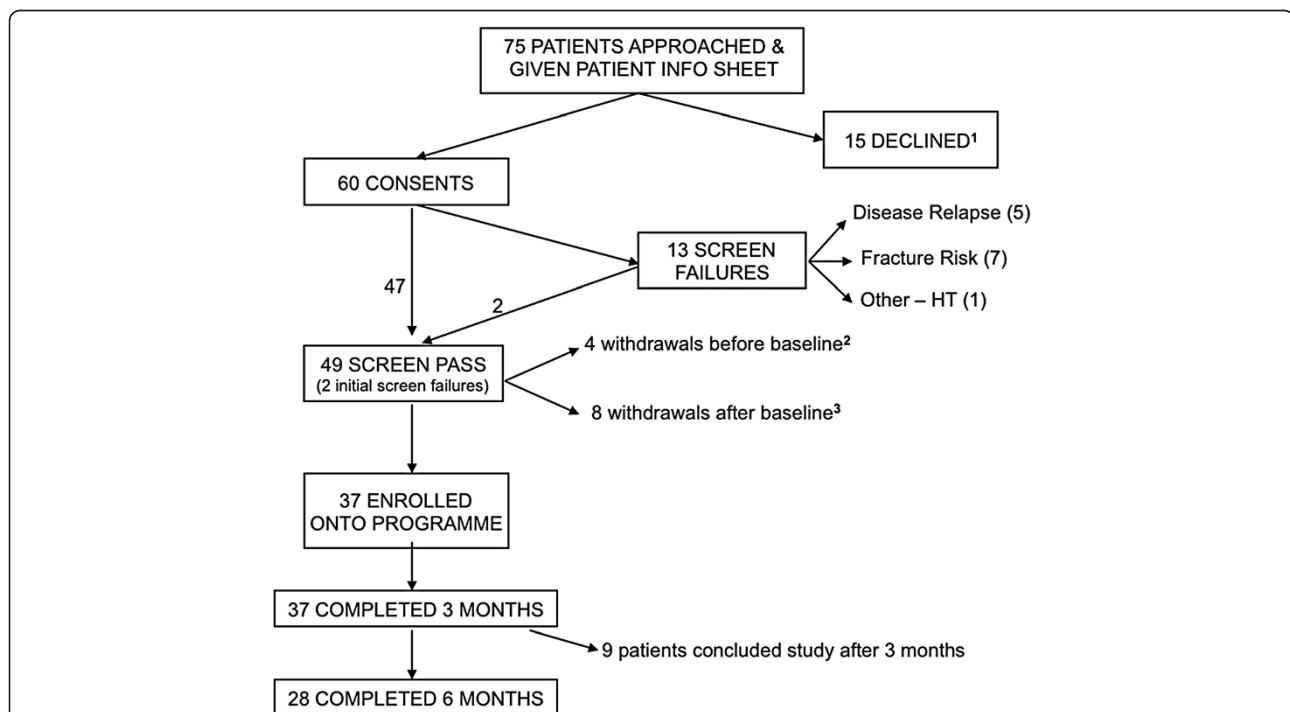 75 PATIENTS APPROACHED &
GIVEN PATIENT INFO SHEET
15 DECLINED¹
60 CONSENTS
Disease Relapse (5)
13 SCREEN
FAILURES
Fracture Risk (7)
Other – HT (1)
47
2
4 withdrawals before baseline²
49 SCREEN PASS
(2 initial screen failures)
8 withdrawals after baseline³
37 ENROLLED
ONTO PROGRAMME
37 COMPLETED 3 MONTHS
9 patients concluded study after 3 months
28 COMPLETED 6 MONTHS